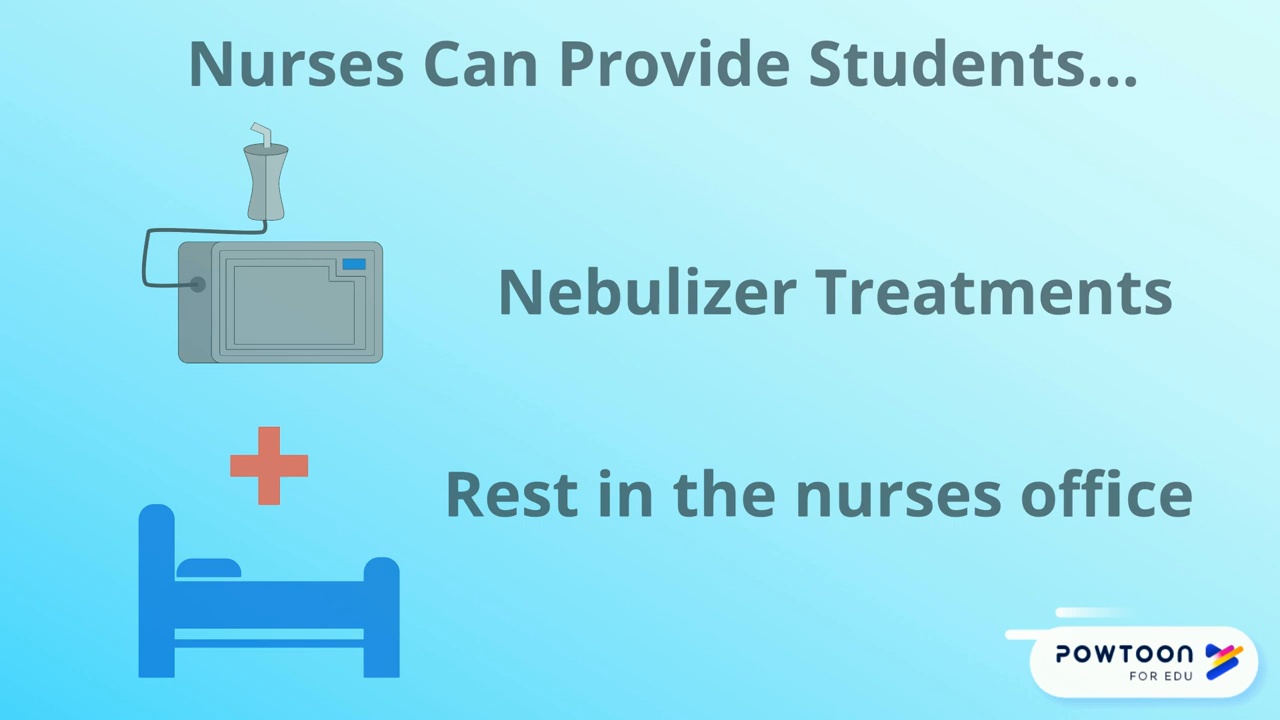 Nurses Can Provide Students...
Nebulizer Treatments
Rest in the nurses office
POWTOON
FOR EDU